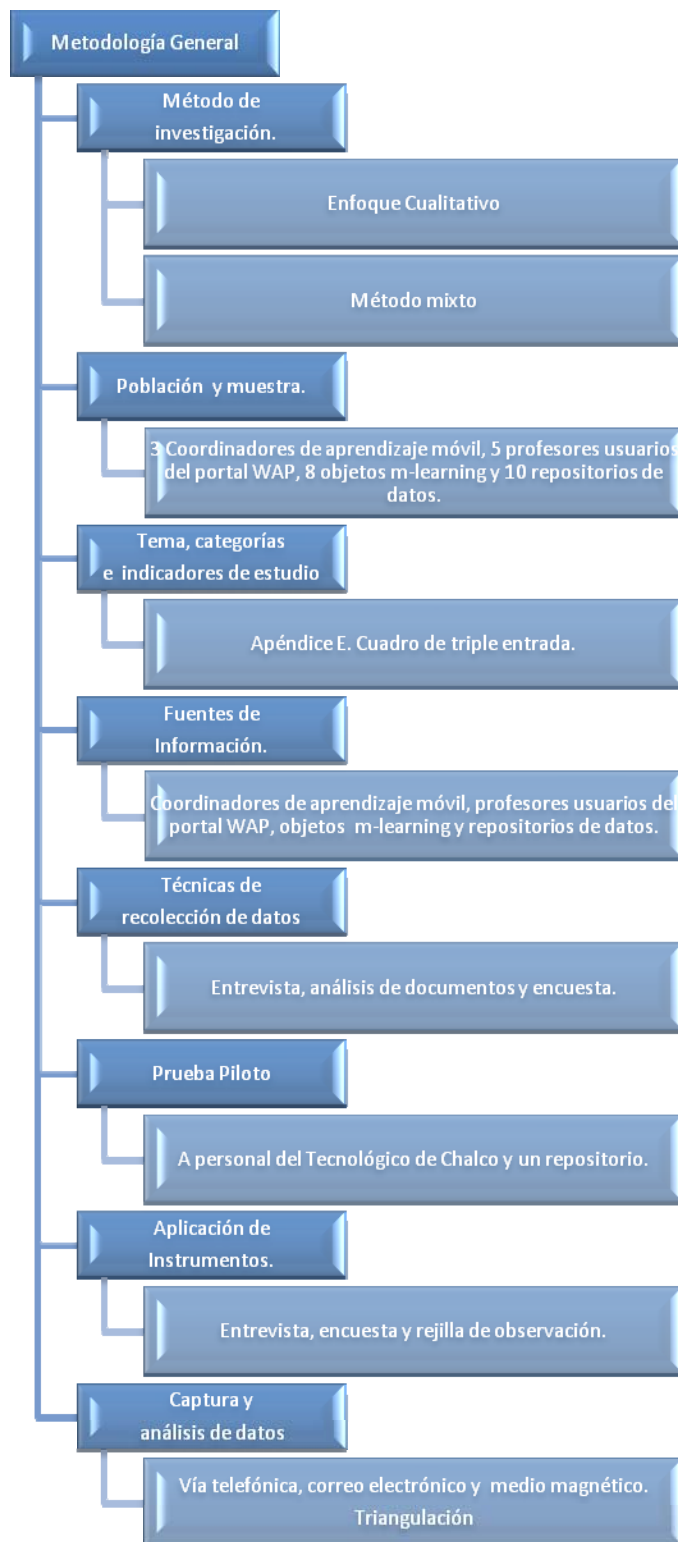 Metodología General
Método de
investigación.
Enfoque Cualitativo
Método mixto
Población y muestra.
3 Coordinadores de aprendizaje móvil, 5 profesores usuarios
del portal WAP, 8 objetos m-learning y 10 repositorios de
datos.
Tema, categorías
e indicadores de estudio
Apéndice E. Cuadro de triple entrada.
Fuentes de
Información.
Coordinadores de aprendizaje móvil, profesores usuarios del
portal WAP, objetos m-learning y repositorios de datos.
Técnicas de
recolección de datos
Entrevista, análisis de documentos y encuesta.
Prueba Piloto
A personal del Tecnológico de Chalco y un repositorio.
Aplicación de
Instrumentos.
Entrevista, encuesta y rejilla de observación.
Captura y
análisis de datos
Vía telefónica, correo electrónico y medio magnético.
Triangulación